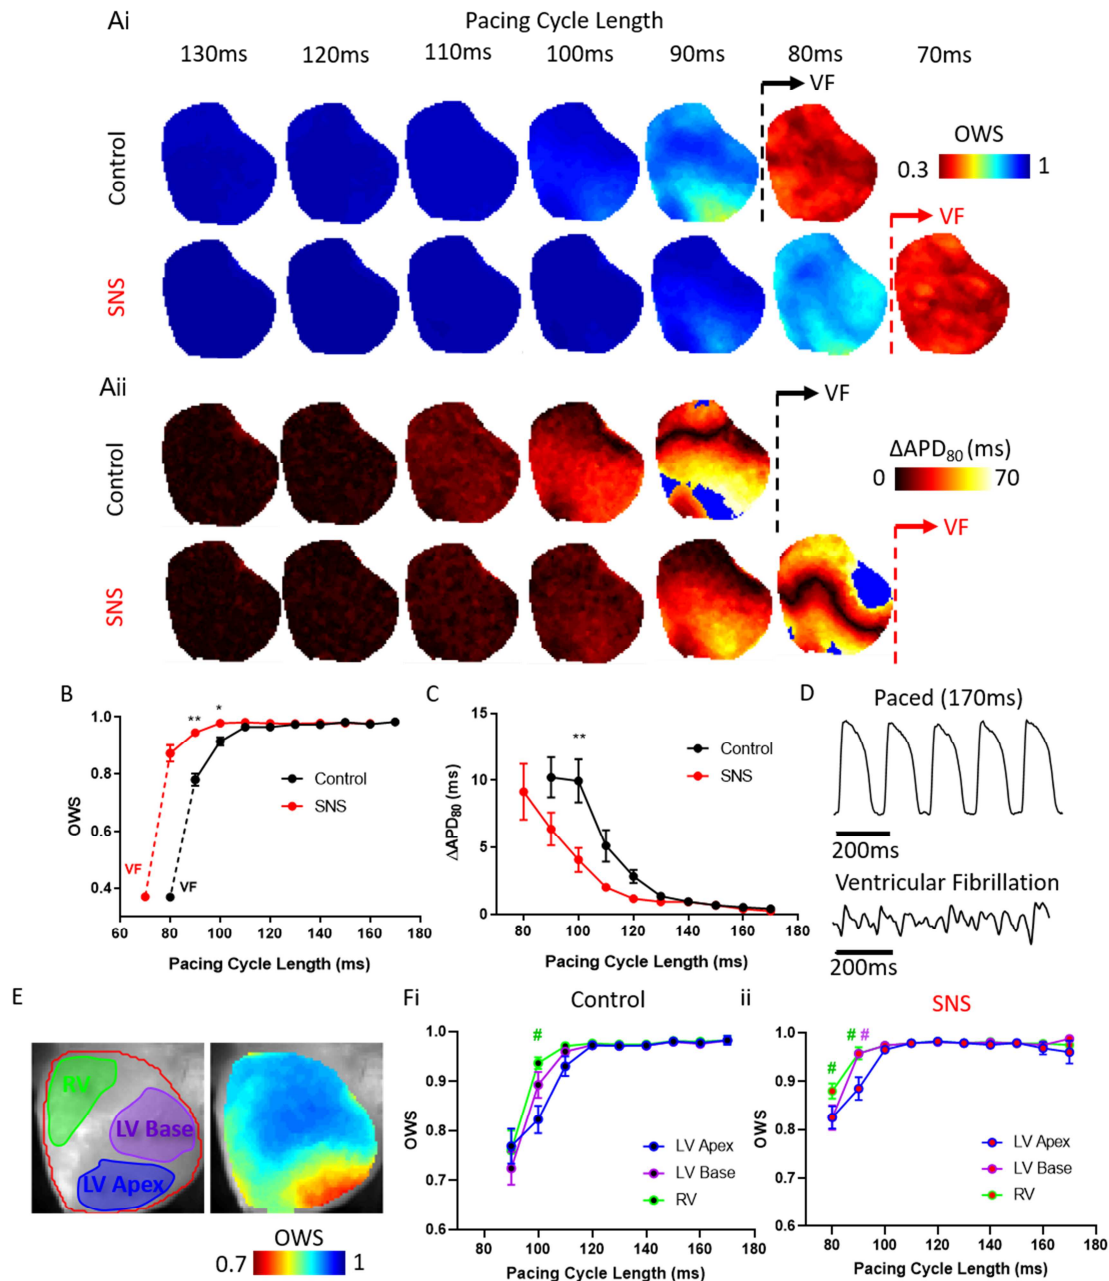 Ai
Pacing Cycle Length
130ms 120ms 110ms 100ms 90ms 80ms 70ms
VF
Control
OWS
0.3 1
VF
SNS
Aii
VF
Control
ΔAPD80 (ms)
0 70
VF
SNS
B
1.0
0.8
0.6
0.4
** *
Control
SNS
VF
VF
OWS
60 80 100 120 140 160 180
Pacing Cycle Length (ms)
C
15
10
5
0
**
Control
SNS
ΔAPD80 (ms)
80 100 120 140 160 180
Pacing Cycle Length (ms)
D
Paced (170ms)
200ms
Ventricular Fibrillation
200ms
E
RV
LV Base
LV Apex
OWS
0.7 1
Fi Control
1.0
0.9
0.8
0.7
0.6
#
OWS
LV Apex
LV Base
RV
80 100 120 140 160 180
Pacing Cycle Length (ms)
ii SNS
1.0
0.9
0.8
0.7
0.6
# #
#
OWS
LV Apex
LV Base
RV
80 100 120 140 160 180
Pacing Cycle Length (ms)